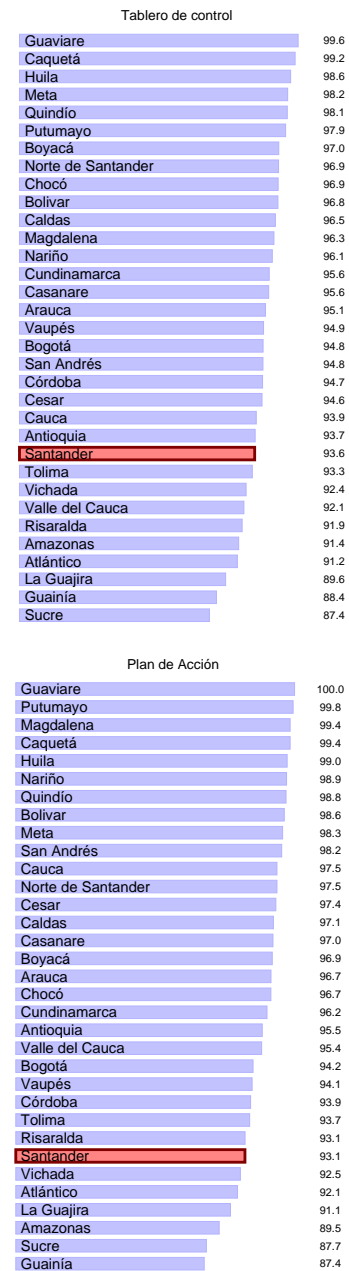 Tablero de control
Guaviare 99.6
Caquetá 99.2
Huila 98.6
Meta 98.2
Quindío 98.1
Putumayo 97.9
Boyacá 97.0
Norte de Santander 96.9
Chocó 96.9
Bolivar 96.8
Caldas 96.5
Magdalena 96.3
Nariño 96.1
Cundinamarca 95.6
Casanare 95.6
Arauca 95.1
Vaupés 94.9
Bogotá 94.8
San Andrés 94.8
Córdoba 94.7
Cesar 94.6
Cauca 93.9
Antioquia 93.7
Santander 93.6
Tolima 93.3
Vichada 92.4
Valle del Cauca 92.1
Risaralda 91.9
Amazonas 91.4
Atlántico 91.2
La Guajira 89.6
Guainía 88.4
Sucre 87.4
Plan de Acción
Guaviare 100.0
Putumayo 99.8
Magdalena 99.4
Caquetá 99.4
Huila 99.0
Nariño 98.9
Quindío 98.8
Bolivar 98.6
Meta 98.3
San Andrés 98.2
Cauca 97.5
Norte de Santander 97.5
Cesar 97.4
Caldas 97.1
Casanare 97.0
Boyacá 96.9
Arauca 96.7
Chocó 96.7
Cundinamarca 96.2
Antioquia 95.5
Valle del Cauca 95.4
Bogotá 94.2
Vaupés 94.1
Córdoba 93.9
Tolima 93.7
Risaralda 93.1
Santander 93.1
Vichada 92.5
Atlántico 92.1
La Guajira 91.1
Amazonas 89.5
Sucre 87.7
Guainía 87.4